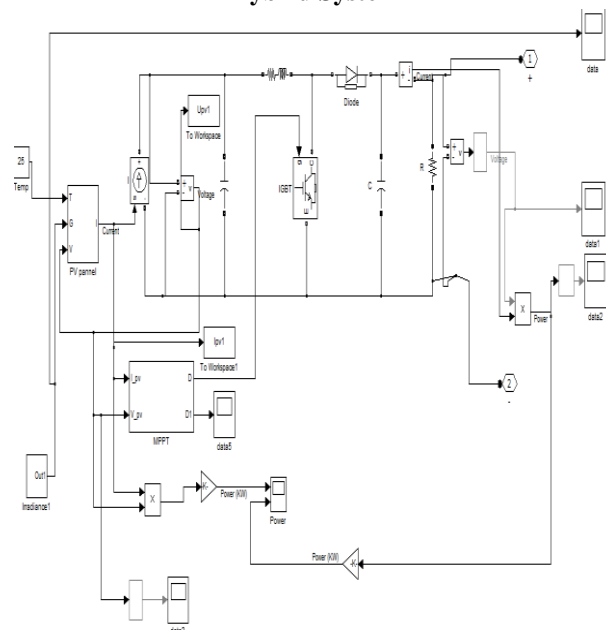 data
1
+
i
+
-
Current
Diode
Upv1
To Workspace
25
Temp
+
-
I
s
+
-
v
Voltage
g
C
E
IGBT
C
R
+
-
v
Voltage
T
G
V
I
PV pannel
Current
data1
data2
X
Power
Ipv1
To Workspace1
I_pv
V_pv
D
D1
MPPT
data5
2
-
Out1
Irradiance1
X
-K-
Power (KW)
Power
Power (KW)
-K-